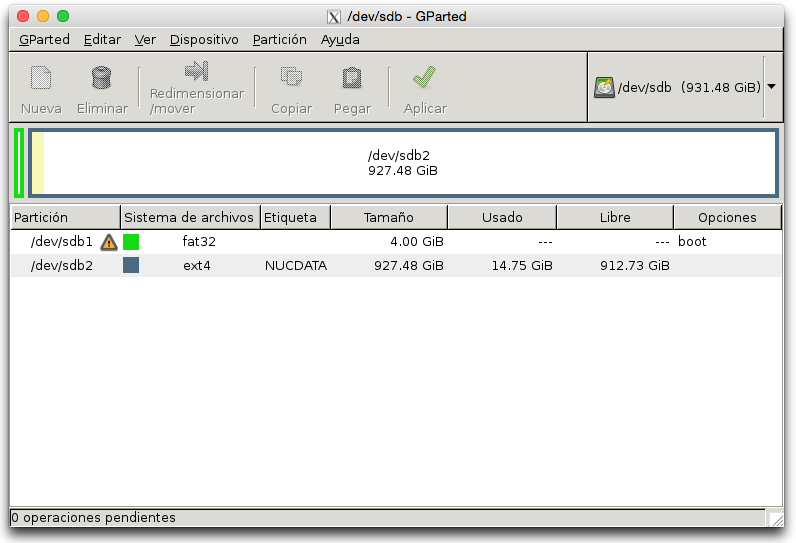 /dev/sdb - GParted
GParted Editar Ver Dispositivo Partición Ayuda
Nueva Eliminar Redimensionar /mover Copiar Pegar Aplicar /dev/sdb (931.48 GiB)
/dev/sdb2
927.48 GiB
Partición Sistema de archivos Etiqueta Tamaño Usado Libre Opciones
/dev/sdb1 fat32 4.00 GiB --- --- boot
/dev/sdb2 ext4 NUCDATA 927.48 GiB 14.75 GiB 912.73 GiB
0 operaciones pendientes